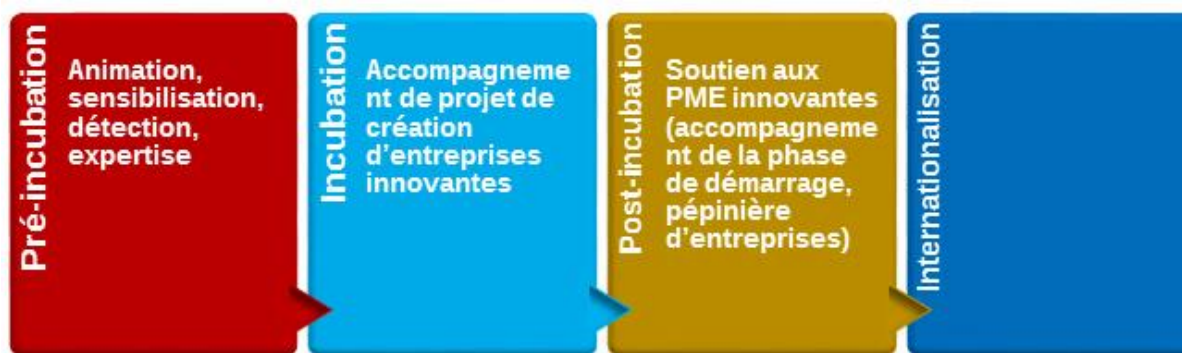 Pré-incubation
Animation,
sensibilisation,
détection,
expertise
Incubation
Accompagneme
nt de projet de
création
d’entreprises
innovantes
Post-incubation
Soutien aux
PME innovantes
(accompagneme
nt de la phase
de démarrage,
pépinière
d’entreprises)
Internationalisation